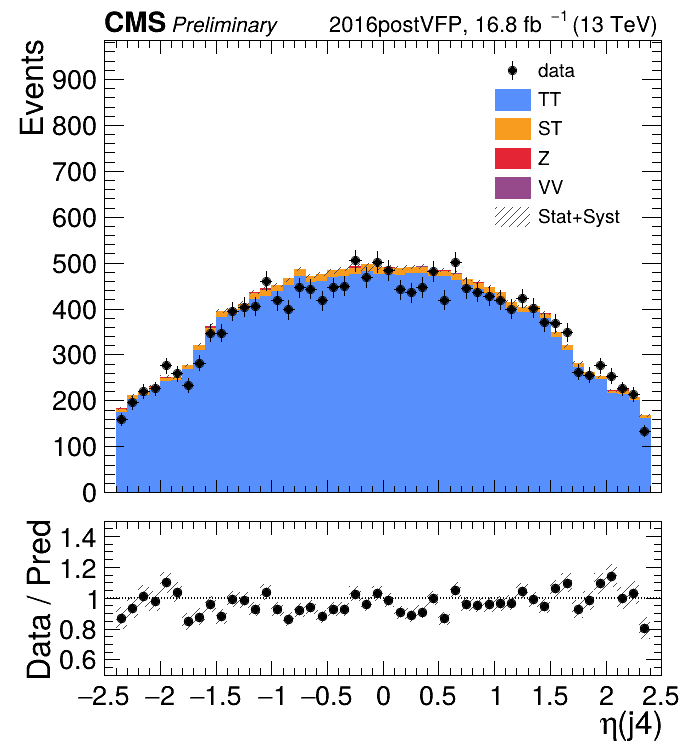 CMS Preliminary 2016postVFP, 16.8 fb ⁻¹ (13 TeV)
Events
900
800
700
600
500
400
300
200
100
0
data
TT
ST
Z
VV
Stat+Syst
Data / Pred
1.4
1.2
1
0.8
0.6
−2.5 −2 −1.5 −1 −0.5 0 0.5 1 1.5 2 2.5
η(j4)